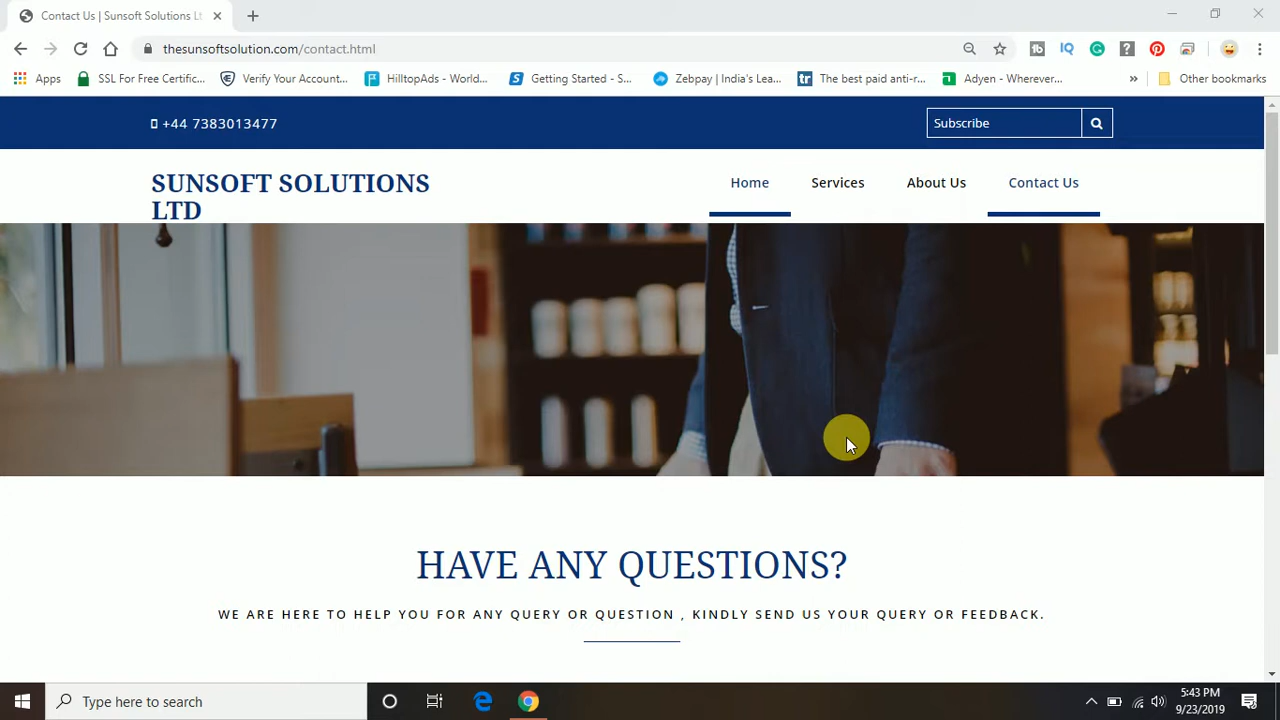 Contact Us | Sunsoft Solutions Lt
thesunsoftsolution.com/contact.html
Apps
SSL For Free Certific...
Verify Your Account...
HilltopAds - World...
Getting Started - S...
Zebpay | India's Lea...
The best paid anti-r...
Adyen - Wherever...
Other bookmarks
+44 7383013477
Subscribe
SUNSOFT SOLUTIONS
LTD
Home
Services
About Us
Contact Us
HAVE ANY QUESTIONS?
WE ARE HERE TO HELP YOU FOR ANY QUERY OR QUESTION , KINDLY SEND US YOUR QUERY OR FEEDBACK.
Type here to search
5:43 PM
9/23/2019